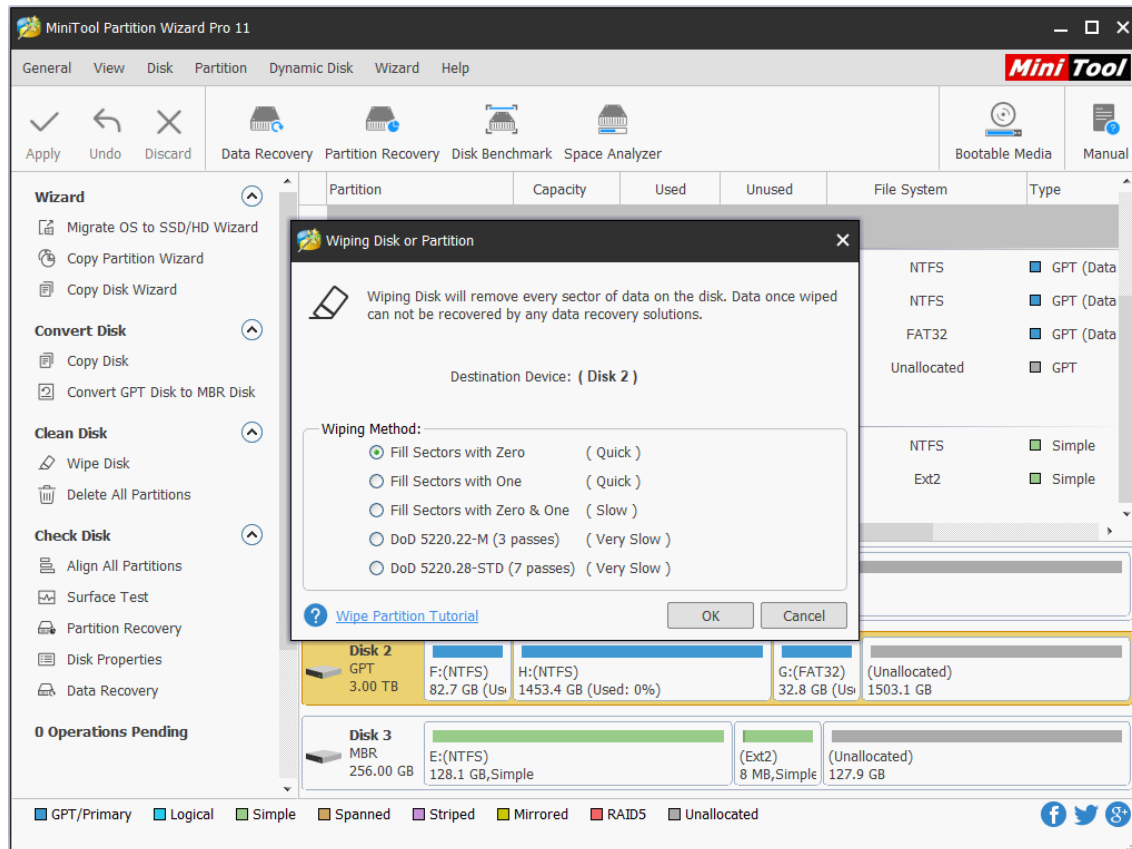 MiniTool Partition Wizard Pro 11
General View Disk Partition Dynamic Disk Wizard Help
Mini Tool
Apply Undo Discard Data Recovery Partition Recovery Disk Benchmark Space Analyzer Bootable Media Manual
Wizard
Migrate OS to SSD/HD Wizard
Copy Partition Wizard
Copy Disk Wizard
Convert Disk
Copy Disk
Convert GPT Disk to MBR Disk
Clean Disk
Wipe Disk
Delete All Partitions
Check Disk
Align All Partitions
Surface Test
Partition Recovery
Disk Properties
Data Recovery
0 Operations Pending
Partition Capacity Used Unused File System Type
NTFS GPT (Data
NTFS GPT (Data
FAT32 GPT (Data
Unallocated GPT
NTFS Simple
Ext2 Simple
Wiping Disk or Partition
Wiping Disk will remove every sector of data on the disk. Data once wiped
can not be recovered by any data recovery solutions.
Destination Device: ( Disk 2 )
Wiping Method:
Fill Sectors with Zero ( Quick )
Fill Sectors with One ( Quick )
Fill Sectors with Zero & One ( Slow )
DoD 5220.22-M (3 passes) ( Very Slow )
DoD 5220.28-STD (7 passes) ( Very Slow )
? Wipe Partition Tutorial OK Cancel
Disk 2
GPT
3.00 TB
F:(NTFS)
82.7 GB (Us
H:(NTFS)
1453.4 GB (Used: 0%)
G:(FAT32)
32.8 GB (Us
(Unallocated)
1503.1 GB
Disk 3
MBR
256.00 GB
E:(NTFS)
128.1 GB,Simple
(Ext2)
8 MB,Simple
(Unallocated)
127.9 GB
GPT/Primary Logical Simple Spanned Striped Mirrored RAID5 Unallocated